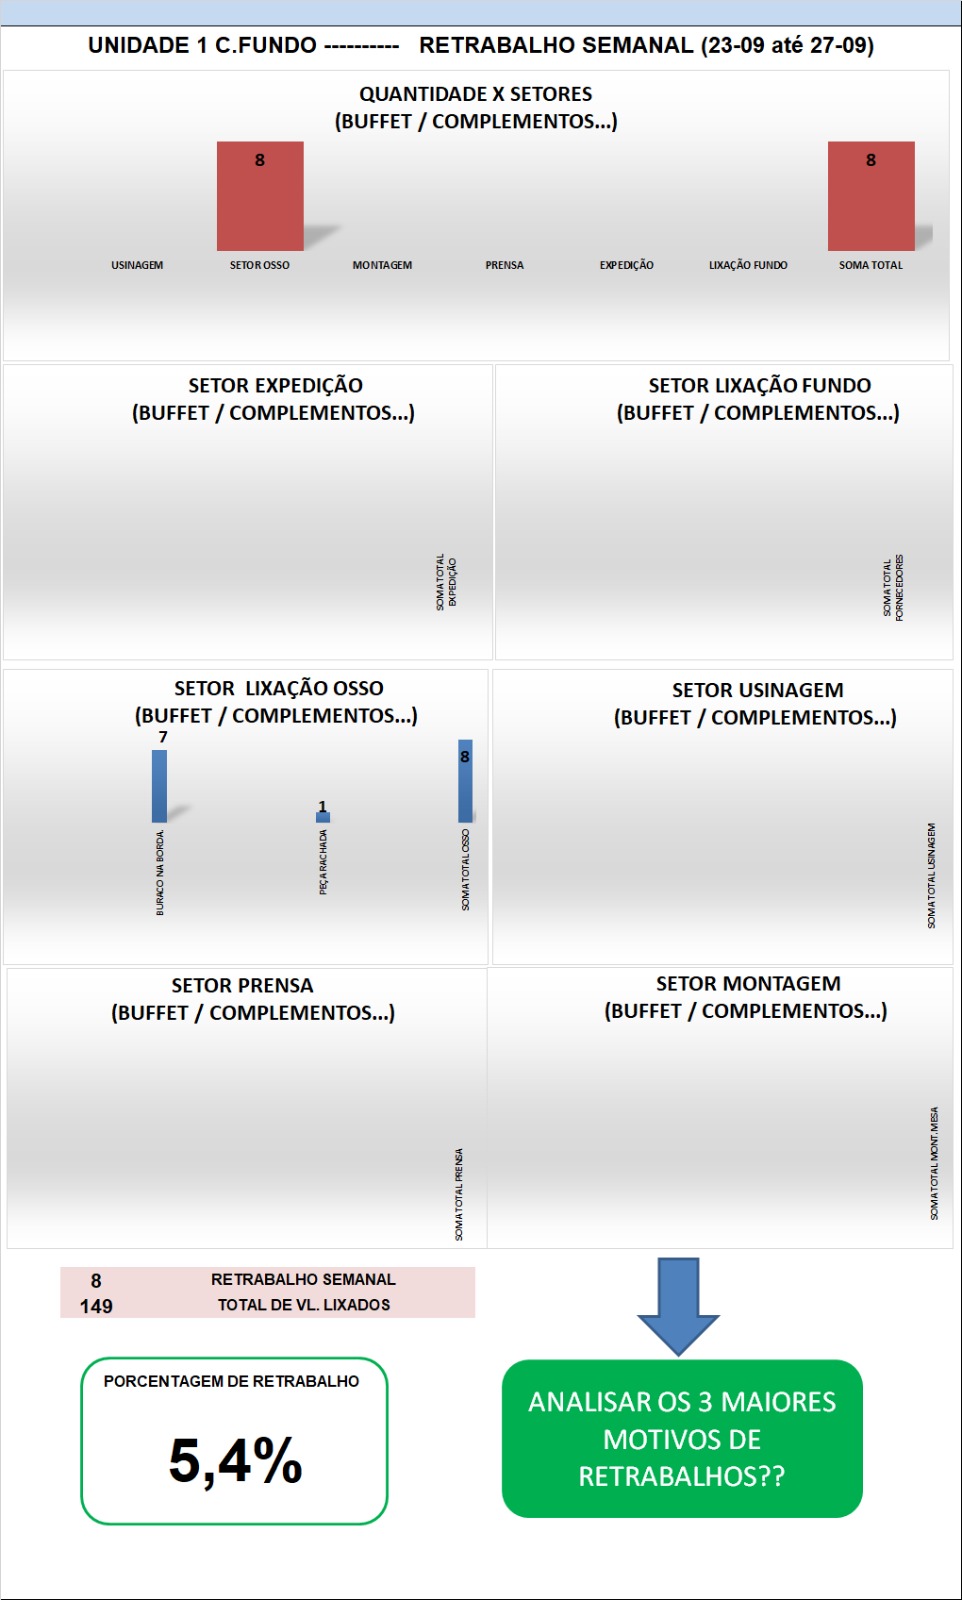 UNIDADE 1 C.FUNDO ---------- RETRABALHO SEMANAL (23-09 até 27-09)
QUANTIDADE X SETORES
(BUFFET / COMPLEMENTOS...)
8
8
USINAGEM
SETOR OSSO
MONTAGEM
PRENSA
EXPEDIÇÃO
LIXAÇÃO FUNDO
SOMA TOTAL
SETOR EXPEDIÇÃO
(BUFFET / COMPLEMENTOS...)
SOMA TOTAL
EXPEDIÇÃO
SETOR LIXAÇÃO FUNDO
(BUFFET / COMPLEMENTOS...)
SOMA TOTAL
FORNECEDORES
SETOR LIXAÇÃO OSSO
(BUFFET / COMPLEMENTOS...)
7
1
8
BURACO NA BORDA.
PEÇA RACHADA
SOMA TOTAL OSSO
SETOR USINAGEM
(BUFFET / COMPLEMENTOS...)
SOMA TOTAL USINAGEM
SETOR PRENSA
(BUFFET / COMPLEMENTOS...)
SOMA TOTAL PRENSA
SETOR MONTAGEM
(BUFFET / COMPLEMENTOS...)
SOMA TOTAL MONT.MESA
8 RETRABALHO SEMANAL
149 TOTAL DE VL. LIXADOS
PORCENTAGEM DE RETRABALHO
5,4%
ANALISAR OS 3 MAIORES
MOTIVOS DE
RETRABALHOS??